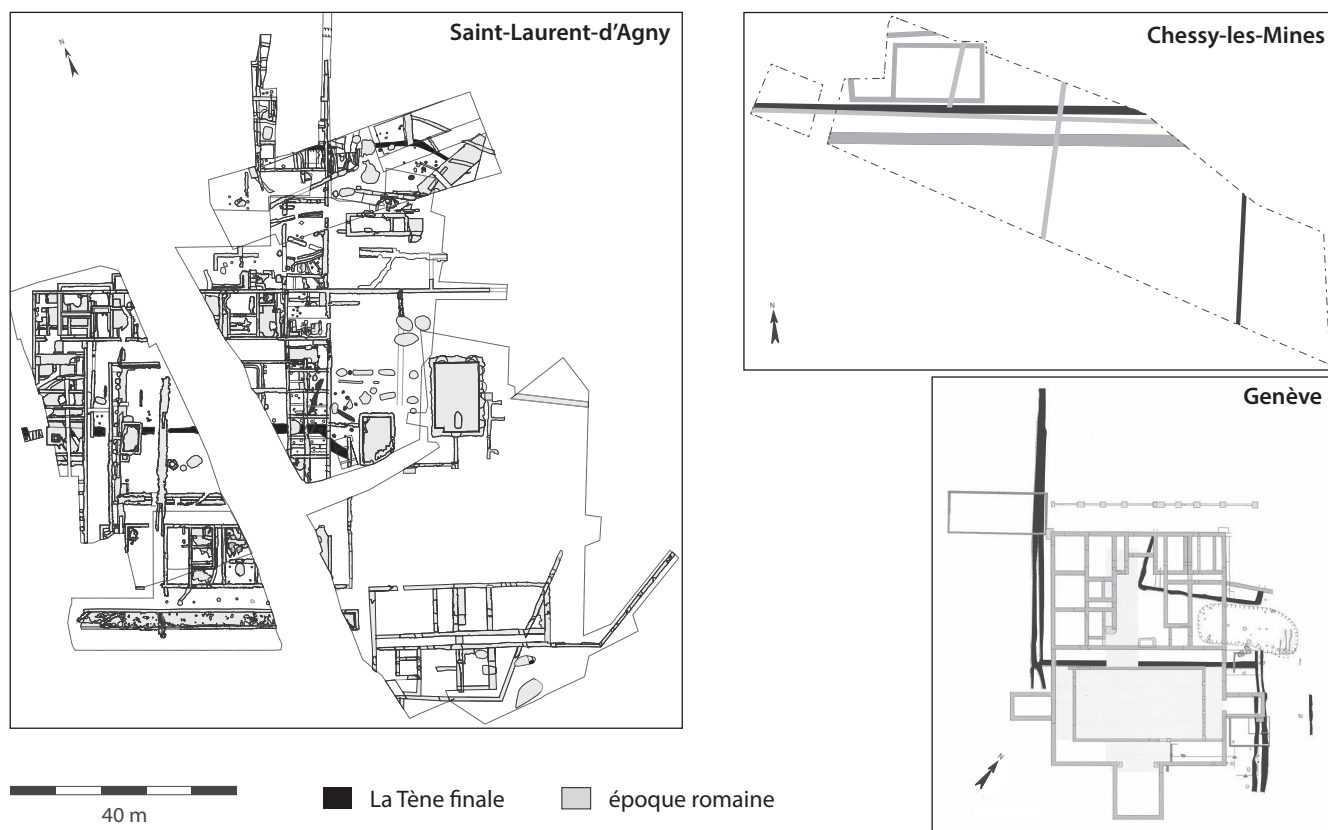 Saint-Laurent-d’Agny
N
Chessy-les-Mines
N
Genève
N
40 m
La Tène finale
époque romaine